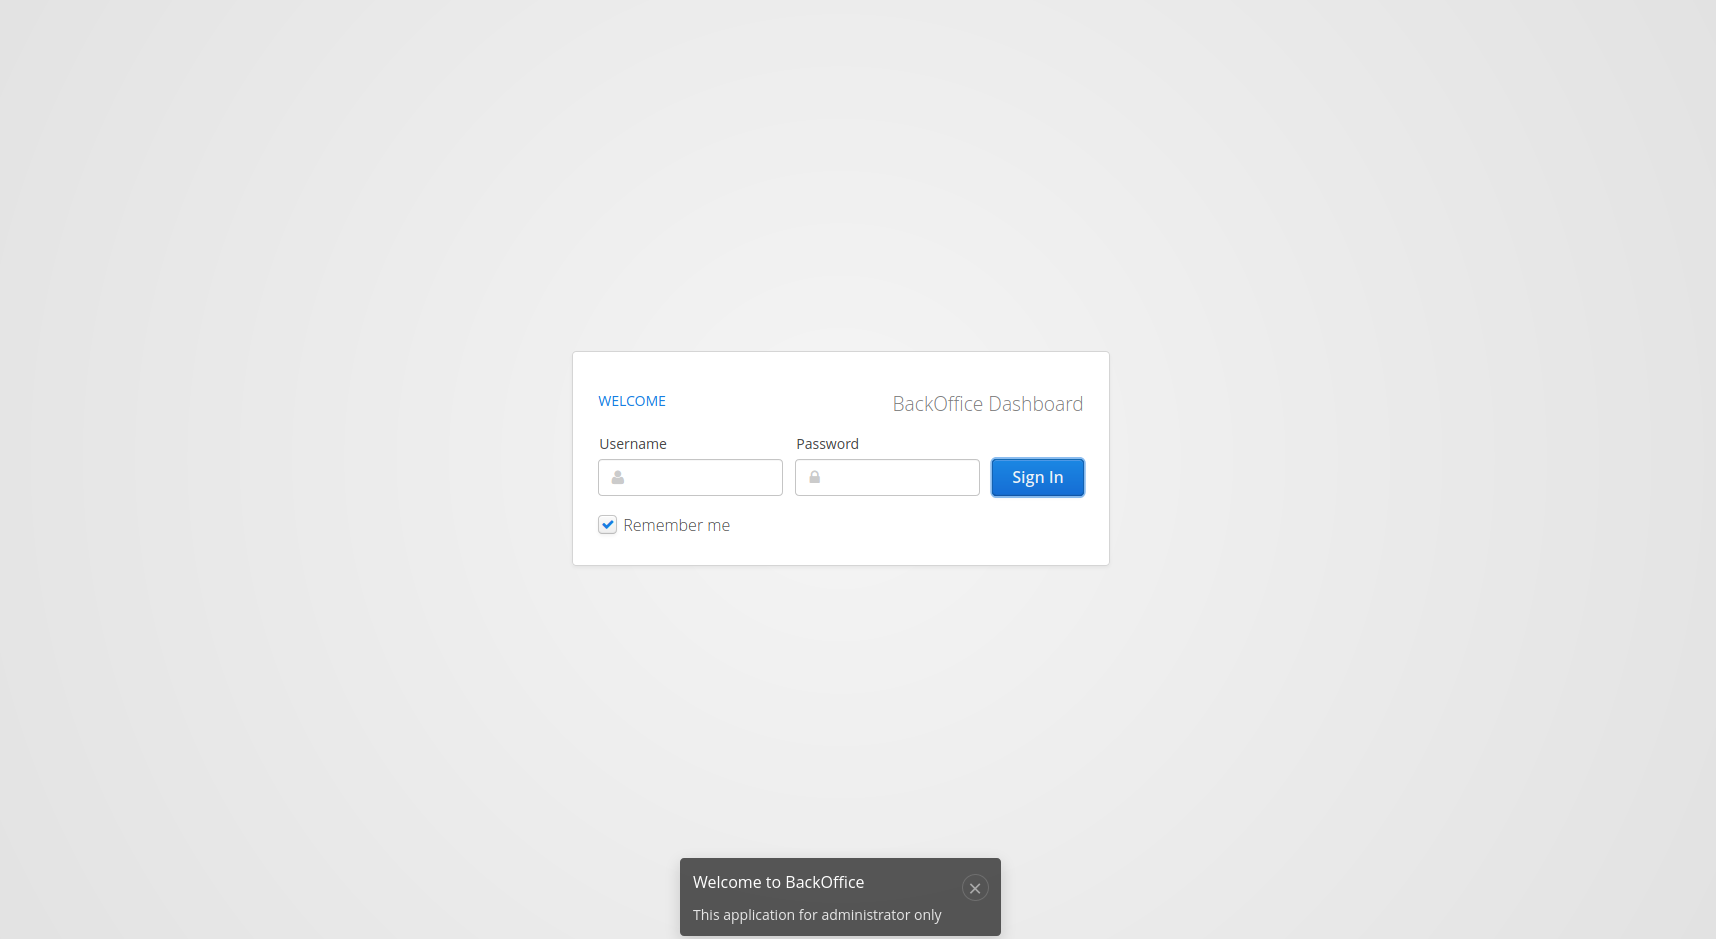 WELCOME
BackOffice Dashboard
Username
Password
Sign In
Remember me
Welcome to BackOffice
This application for administrator only